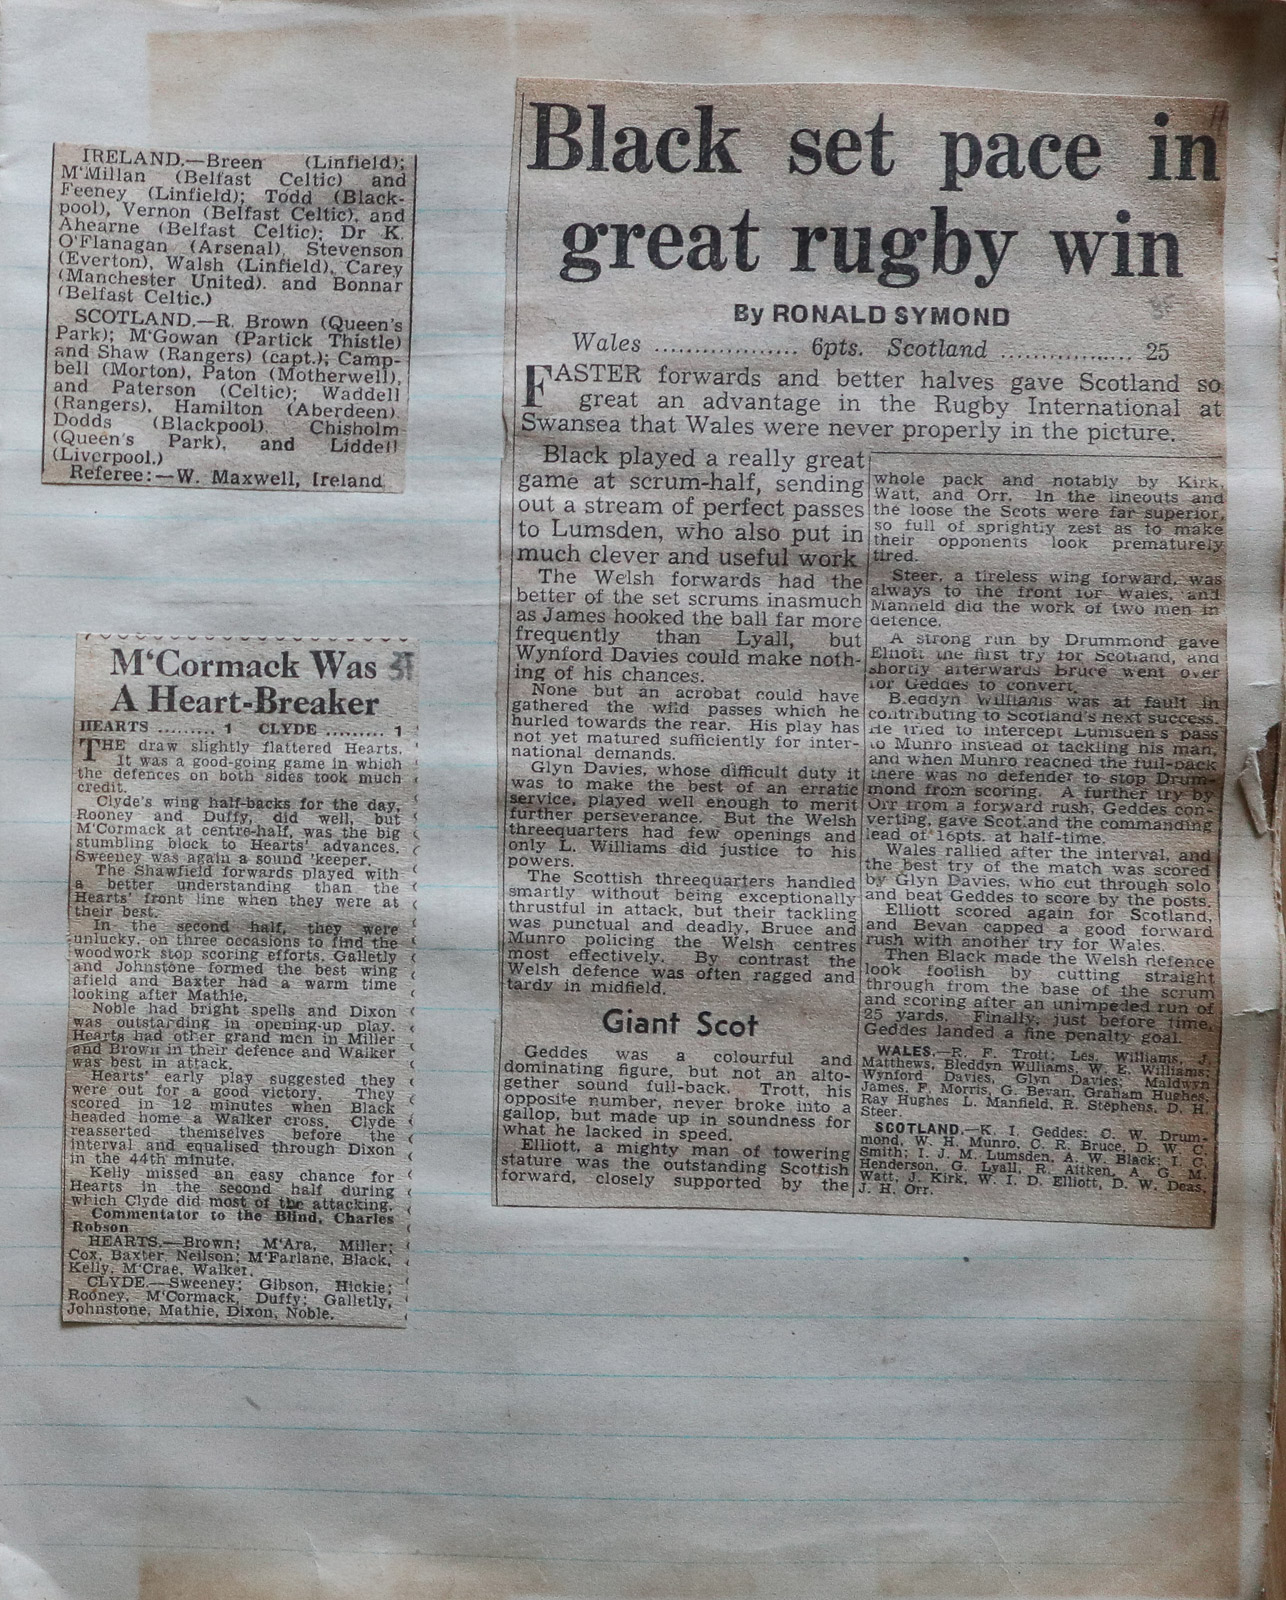 IRELAND.—Breen (Linfield);
M'Millan (Belfast Celtic) and
Feeney (Linfield); Todd (Black-
pool), Vernon (Belfast Celtic), and
Ahearne (Belfast Celtic); Dr K.
O'Flanagan (Arsenal), Stevenson
(Everton), Walsh (Linfield), Carey
(Manchester United), and Bonnar
(Belfast Celtic.)
SCOTLAND.—R. Brown (Queen's
Park); M'Gowan (Partick Thistle)
and Shaw (Rangers) (capt.); Camp-
bell (Morton), Paton (Motherwell),
and Paterson (Celtic); Waddell
(Rangers), Hamilton (Aberdeen),
Dodds (Blackpool), Chisholm
(Queen's Park), and Liddell
(Liverpool.)
Referee:—W. Maxwell, Ireland
M'Cormack Was
A Heart-Breaker
HEARTS ......... 1 CLYDE ......... 1
THE draw slightly flattered Hearts.
It was a good-going game in which
the defences on both sides took much
credit.
Clyde's wing half-backs for the day,
Rooney and Duffy, did well, but
M'Cormack at centre-half, was the big
stumbling block to Hearts' advances.
Sweeney was again a sound 'keeper.
The Shawfield forwards played with
a better understanding than the
Hearts' front line when they were at
their best.
In the second half, they were
unlucky, on three occasions to find the
woodwork stop scoring efforts. Galletly
and Johnstone formed the best wing
afield and Baxter had a warm time
looking after Mathie.
Noble had bright spells and Dixon
was outstanding in opening-up play.
Hearts had other grand men in Miller
and Brown in their defence and Walker
was best in attack.
Hearts' early play suggested they
were out for a good victory. They
scored in 12 minutes when Black
headed home a Walker cross. Clyde
reasserted themselves before the
interval and equalised through Dixon
in the 44th minute.
Kelly missed an easy chance for
Hearts in the second half during
which Clyde did most of the attacking.
Commentator to the Blind, Charles
Robson
HEARTS.—Brown; M'Ara, Miller;
Cox, Baxter, Neilson; M'Farlane, Black,
Kelly, M'Crae, Walker.
CLYDE.—Sweeney; Gibson, Hickie;
Rooney, M'Cormack, Duffy; Galletly,
Johnstone, Mathie, Dixon, Noble.
Black set pace in
great rugby win
By RONALD SYMOND
Wales ................. 6pts. Scotland ................ 25
FASTER forwards and better halves gave Scotland so
great an advantage in the Rugby International at
Swansea that Wales were never properly in the picture.
Black played a really great
game at scrum-half, sending
out a stream of perfect passes
to Lumsden, who also put in
much clever and useful work
The Welsh forwards had the
better of the set scrums inasmuch
as James hooked the ball far more
frequently than Lyall, but
Wynford Davies could make noth-
ing of his chances.
None but an acrobat could have
gathered the wild passes which he
hurled towards the rear. His play has
not yet matured sufficiently for inter-
national demands.
Glyn Davies, whose difficult duty it
was to make the best of an erratic
service, played well enough to merit
further perseverance. But the Welsh
threequarters had few openings and
only L. Williams did justice to his
powers.
The Scottish threequarters handled
smartly without being exceptionally
thrustful in attack, but their tackling
was punctual and deadly, Bruce and
Munro policing the Welsh centres
most effectively. By contrast the
Welsh defence was often ragged and
tardy in midfield.
Giant Scot
Geddes was a colourful and
dominating figure, but not an alto-
gether sound full-back. Trott, his
opposite number, never broke into a
gallop, but made up in soundness for
what he lacked in speed.
Elliott, a mighty man of towering
stature was the outstanding Scottish
forward, closely supported by the
whole pack and notably by Kirk,
Watt, and Orr. In the lineouts and
the loose the Scots were far superior,
so full of sprightly zest as to make
their opponents look prematurely
tired.
Steer, a tireless wing forward, was
always to the front for Wales, and
Manfield did the work of two men in
defence.
A strong run by Drummond gave
Elliott the first try for Scotland, and
shortly afterwards Bruce went over
for Geddes to convert.
Bleddyn Williams was at fault in
contributing to Scotland's next success.
He tried to intercept Lumsden's pass
to Munro instead of tackling his man,
and when Munro reached the full-back
there was no defender to stop Drum-
mond from scoring. A further try by
Orr from a forward rush, Geddes con-
verting, gave Scotland the commanding
lead of 16pts. at half-time.
Wales rallied after the interval, and
the best try of the match was scored
by Glyn Davies, who cut through solo
and beat Geddes to score by the posts.
Elliott scored again for Scotland,
and Bevan capped a good forward
rush with another try for Wales.
Then Black made the Welsh defence
look foolish by cutting straight
through from the base of the scrum
and scoring after an unimpeded run of
25 yards. Finally, just before time,
Geddes landed a fine penalty goal.
WALES.—R. F. Trott; Les. Williams, J.
Matthews, Bleddyn Williams, W. E. Williams;
Wynford Davies, Glyn Davies; Maldwyn
James, F. Morris, G. Bevan, Graham Hughes,
Ray Hughes L. Manfield, R. Stephens, D. H.
Steer.
SCOTLAND.—K. I. Geddes; C. W. Drum-
mond, W. H. Munro, C. R. Bruce, D. W. C.
Smith; I. J. M. Lumsden, A. W. Black; I. C.
Henderson, G. Lyall, R. Aitken, A. G. M.
Watt, J. Kirk, W. I. D. Elliott, D. W. Deas,
J. H. Orr.